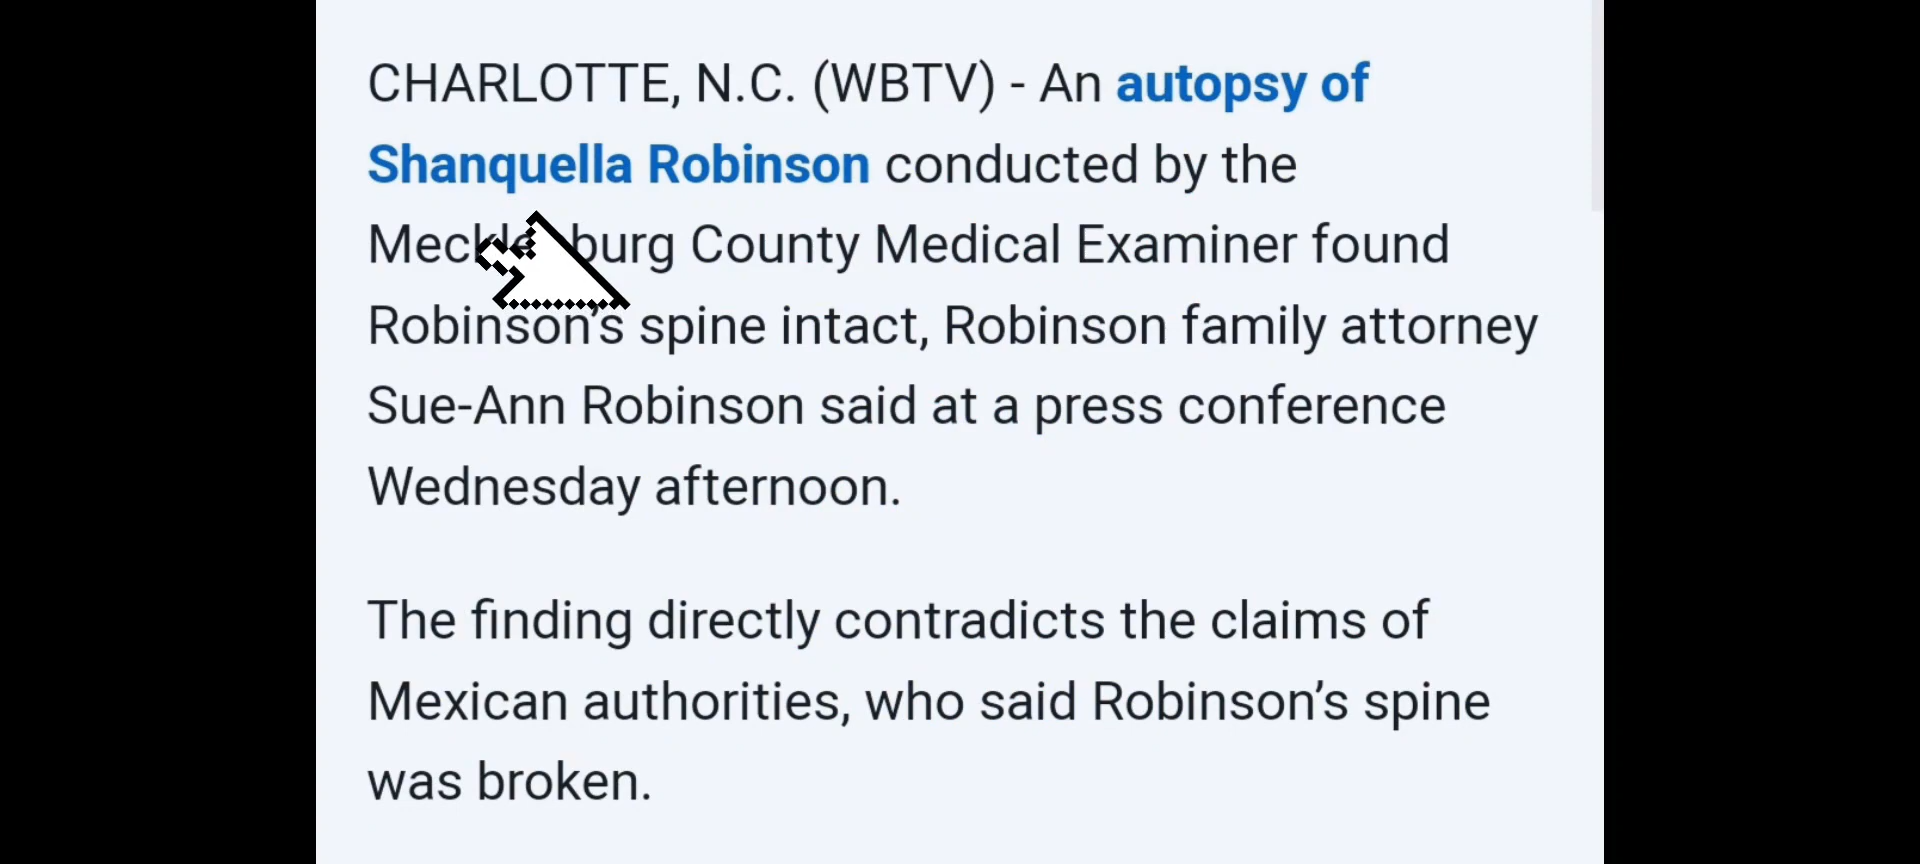 CHARLOTTE, N.C. (WBTV) - An autopsy of
Shanquella Robinson conducted by the
County Medical Examiner found
Robinson’s spine intact, Robinson family attorney
Sue-Ann Robinson said at a press conference
Wednesday afternoon.
The finding directly contradicts the claims of
Mexican authorities, who said Robinson’s spine
was broken.